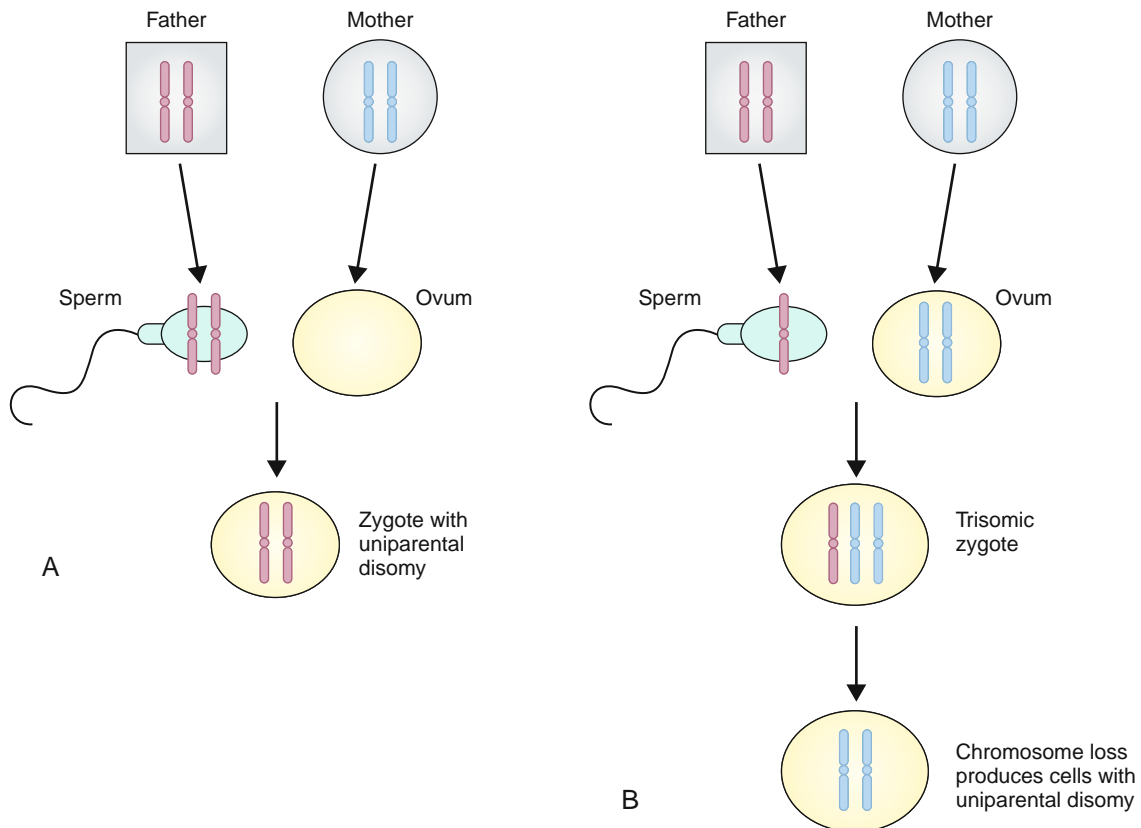 Father
Mother
Sperm
Ovum
Zygote with
uniparental
disomy
A
Father
Mother
Sperm
Ovum
Trisomic
zygote
Chromosome loss
produces cells with
uniparental disomy
B